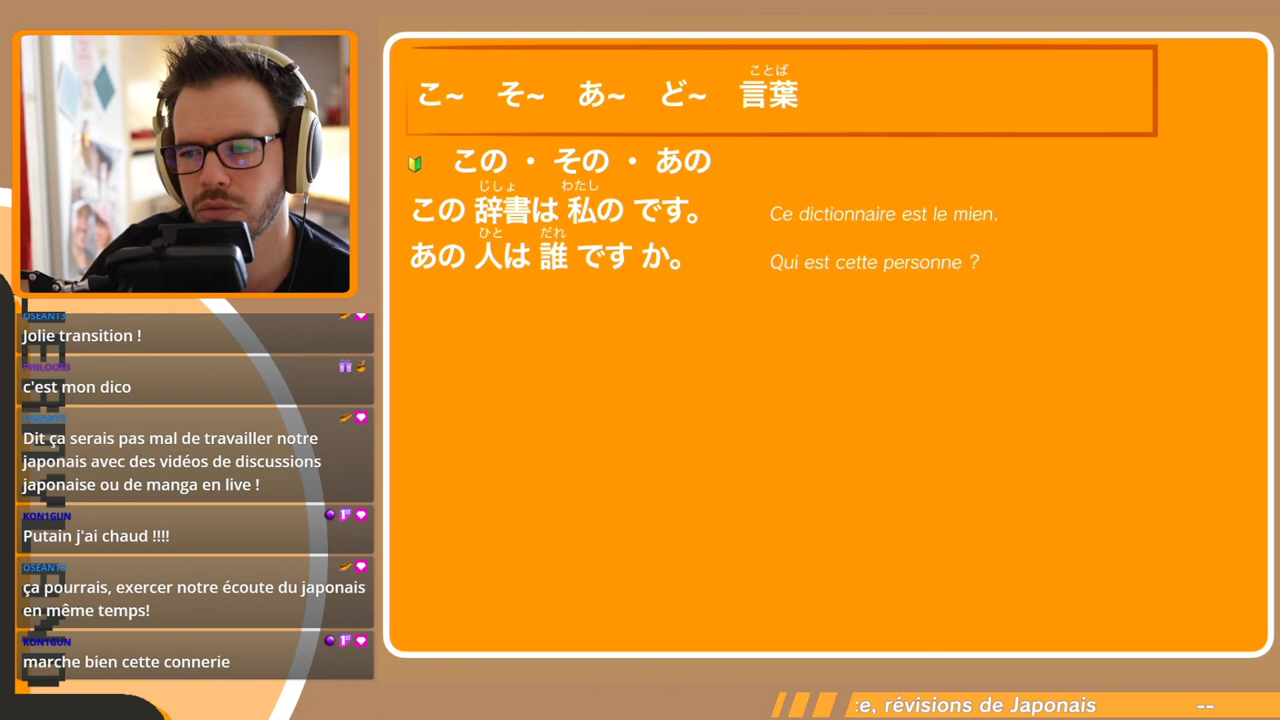 こ~ そ~ あ~ ど~ 言葉
ことば
この ・ その ・ あの
じしょ わたし
この 辞書は 私の です。
Ce dictionnaire est le mien.
ひと だれ
あの 人は 誰 です か。
Qui est cette personne ?
OSEANT3
Jolie transition !
c'est mon dico
Dit ça serais pas mal de travailler notre
japonais avec des vidéos de discussions
japonaise ou de manga en live !
KON1GUN
Putain j'ai chaud !!!!
OSEANT3
ça pourrais, exercer notre écoute du japonais
en même temps!
KON1GUN
marche bien cette connerie
e, révisions de Japonais --